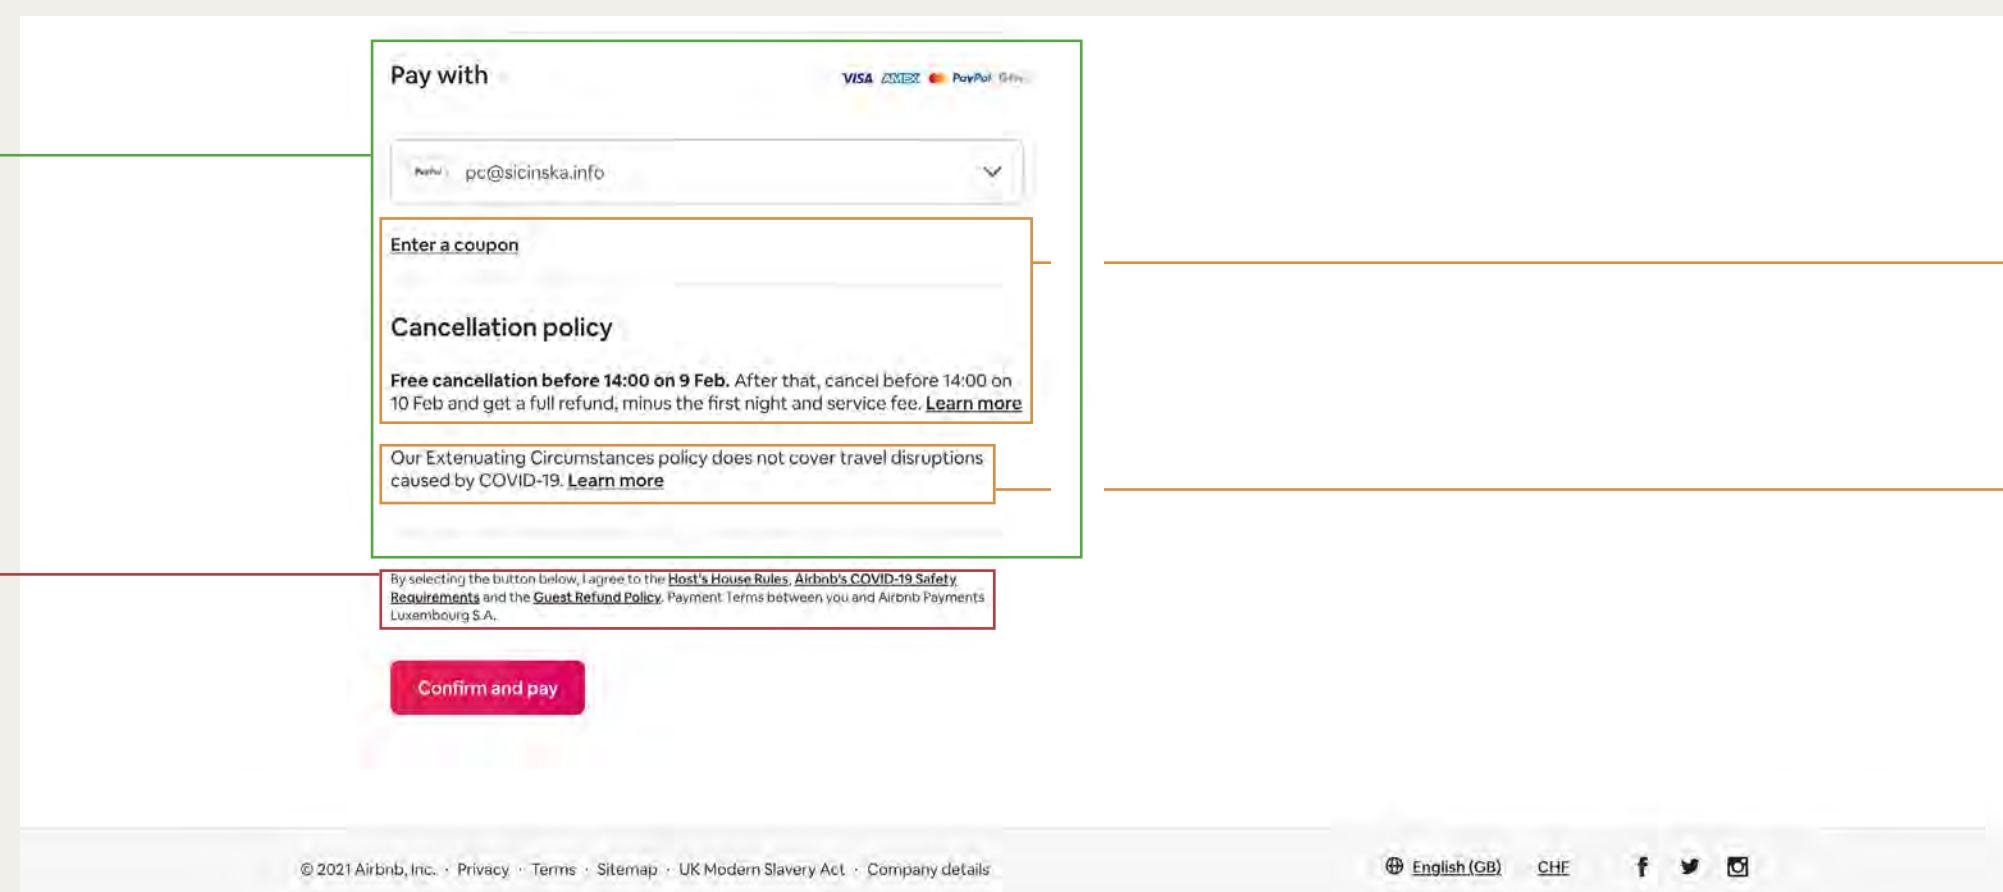 Pay with
VISA AMEX PayPal
PayPal pc@sicinska.info
Enter a coupon
Cancellation policy
Free cancellation before 14:00 on 9 Feb. After that, cancel before 14:00 on
10 Feb and get a full refund, minus the first night and service fee. Learn more
Our Extenuating Circumstances policy does not cover travel disruptions
caused by COVID-19. Learn more
By selecting the button below, I agree to the Host's House Rules, Airbnb's COVID-19 Safety
Requirements and the Guest Refund Policy. Payment Terms between you and Airbnb Payments
Luxembourg S.A.
Confirm and pay
© 2021 Airbnb, Inc. · Privacy · Terms · Sitemap · UK Modern Slavery Act · Company details
English (GB) CHF